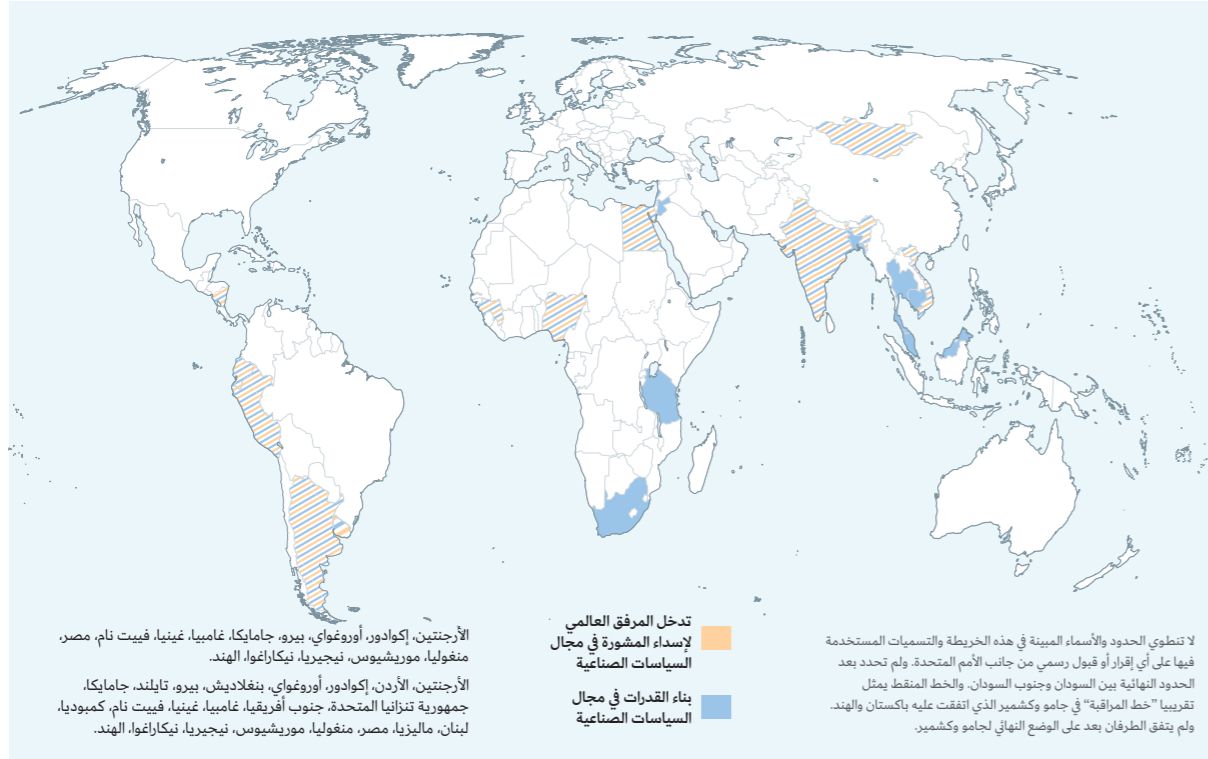 لا تنطوي الحدود والأسماء المبينة في هذه الخريطة والتسميات المستخدمة
فيها على أي إقرار أو قبول رسمي من جانب الأمم المتحدة. ولم تحدد بعد
الحدود النهائية بين السودان وجنوب السودان. والخط المنقط يمثل
تقريبيا "خط المراقبة" في جامو وكشمير الذي اتفقت عليه باكستان والهند.
ولم يتفق الطرفان بعد على الوضع النهائي لجامو وكشمير.
تدخل المرفق العالمي
لإسداء المشورة في مجال
السياسات الصناعية
الأرجنتين، إكوادور، أوروغواي، بيرو، جامايكا، غامبيا، غينيا، فييت نام، مصر،
منغوليا، موريشيوس، نيجيريا، نيكاراغوا، الهند.
بناء القدرات في مجال
السياسات الصناعية
الأرجنتين، الأردن، إكوادور، أوروغواي، بنغلاديش، بيرو، تايلند، جامايكا،
جمهورية تنزانيا المتحدة، جنوب أفريقيا، غامبيا، غينيا، فييت نام، كمبوديا،
لبنان، ماليزيا، مصر، منغوليا، موريشيوس، نيجيريا، نيكاراغوا، الهند.